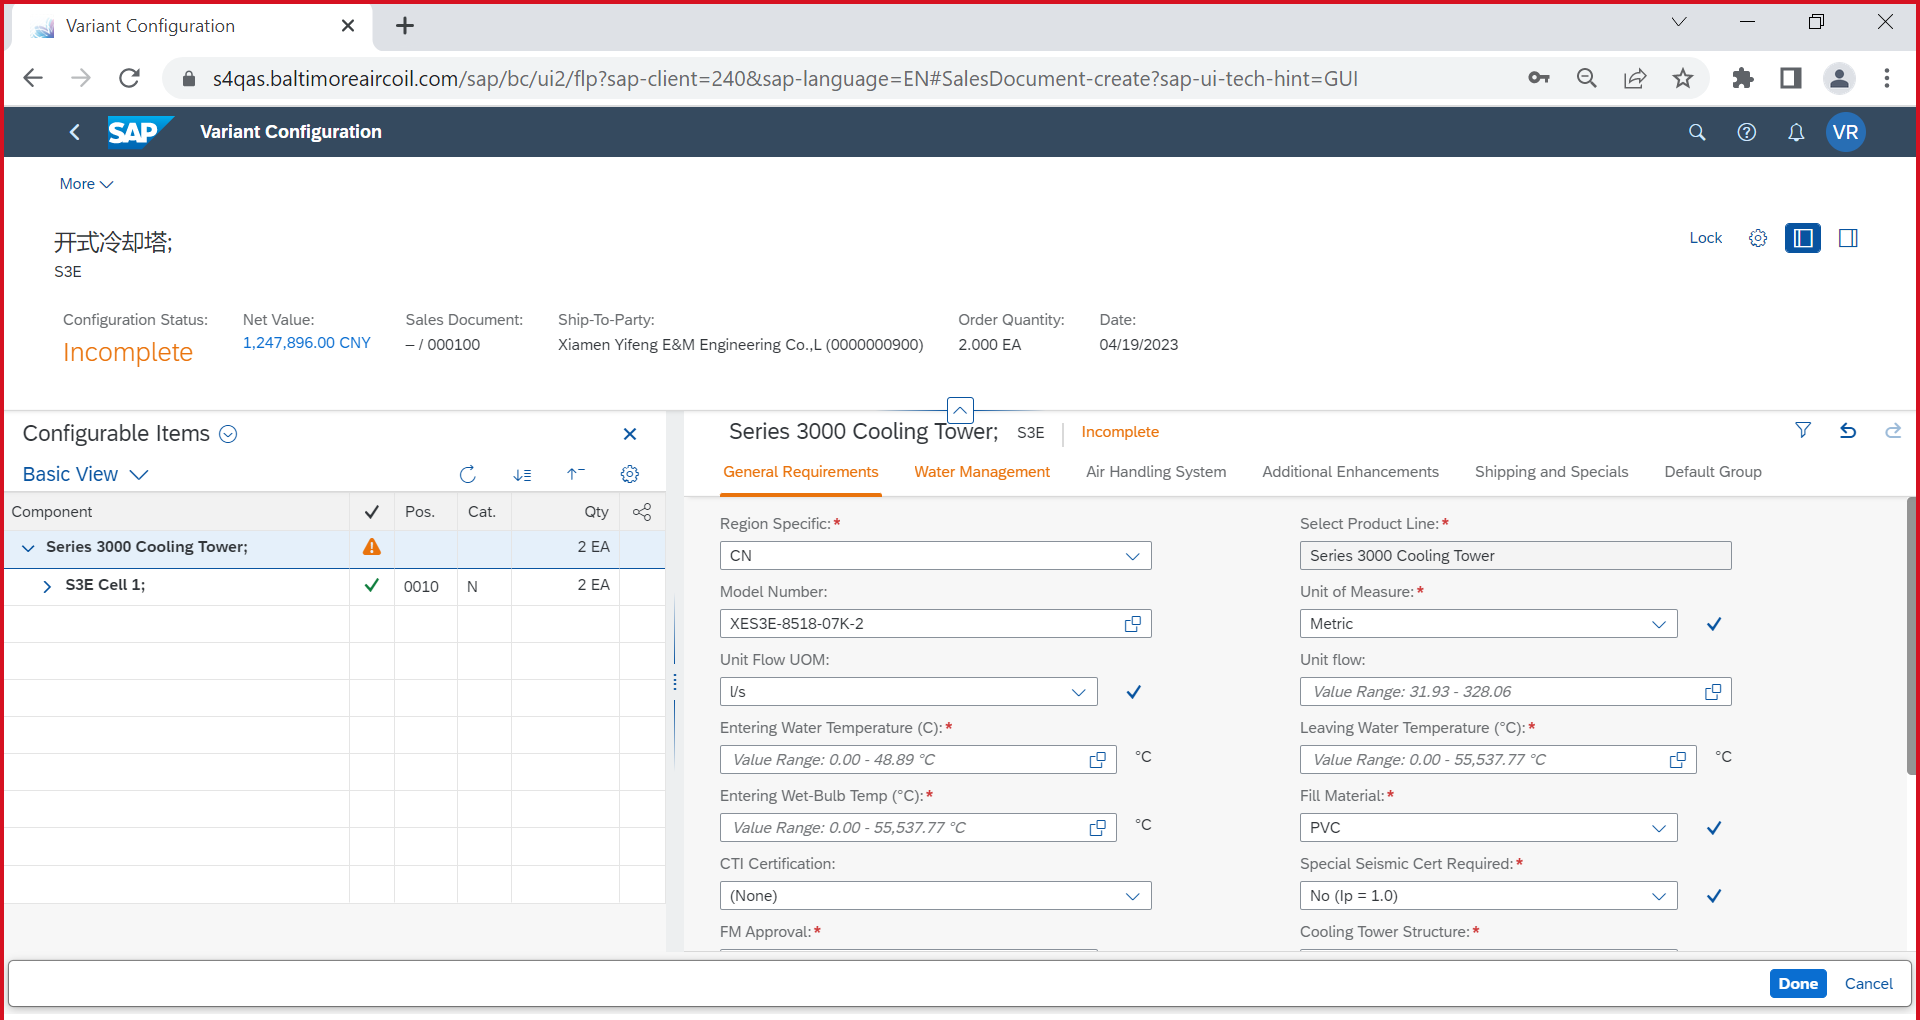 Variant Configuration
s4qas.baltimoreaircoil.com/sap/bc/ui2/flp?sap-client=240&sap-language=EN#SalesDocument-create?sap-ui-tech-hint=GUI
SAP Variant Configuration VR
More
开式冷却塔;
Lock
S3E
Configuration Status: Net Value: Sales Document: Ship-To-Party: Order Quantity: Date:
Incomplete 1,247,896.00 CNY – / 000100 Xiamen Yifeng E&M Engineering Co.,L (0000000900) 2.000 EA 04/19/2023
Configurable Items
Basic View
Component Pos. Cat. Qty
Series 3000 Cooling Tower; 2 EA
S3E Cell 1; 0010 N 2 EA
Series 3000 Cooling Tower; S3E Incomplete
General Requirements Water Management Air Handling System Additional Enhancements Shipping and Specials Default Group
Region Specific:* Select Product Line:*
CN Series 3000 Cooling Tower
Model Number: Unit of Measure:*
XES3E-8518-07K-2 Metric
Unit Flow UOM: Unit flow:
l/s Value Range: 31.93 - 328.06
Entering Water Temperature (C):* Leaving Water Temperature (°C):*
Value Range: 0.00 - 48.89 °C °C Value Range: 0.00 - 55,537.77 °C °C
Entering Wet-Bulb Temp (°C):* Fill Material:*
Value Range: 0.00 - 55,537.77 °C °C PVC
CTI Certification: Special Seismic Cert Required:*
(None) No (Ip = 1.0)
FM Approval:* Cooling Tower Structure:*
Done Cancel